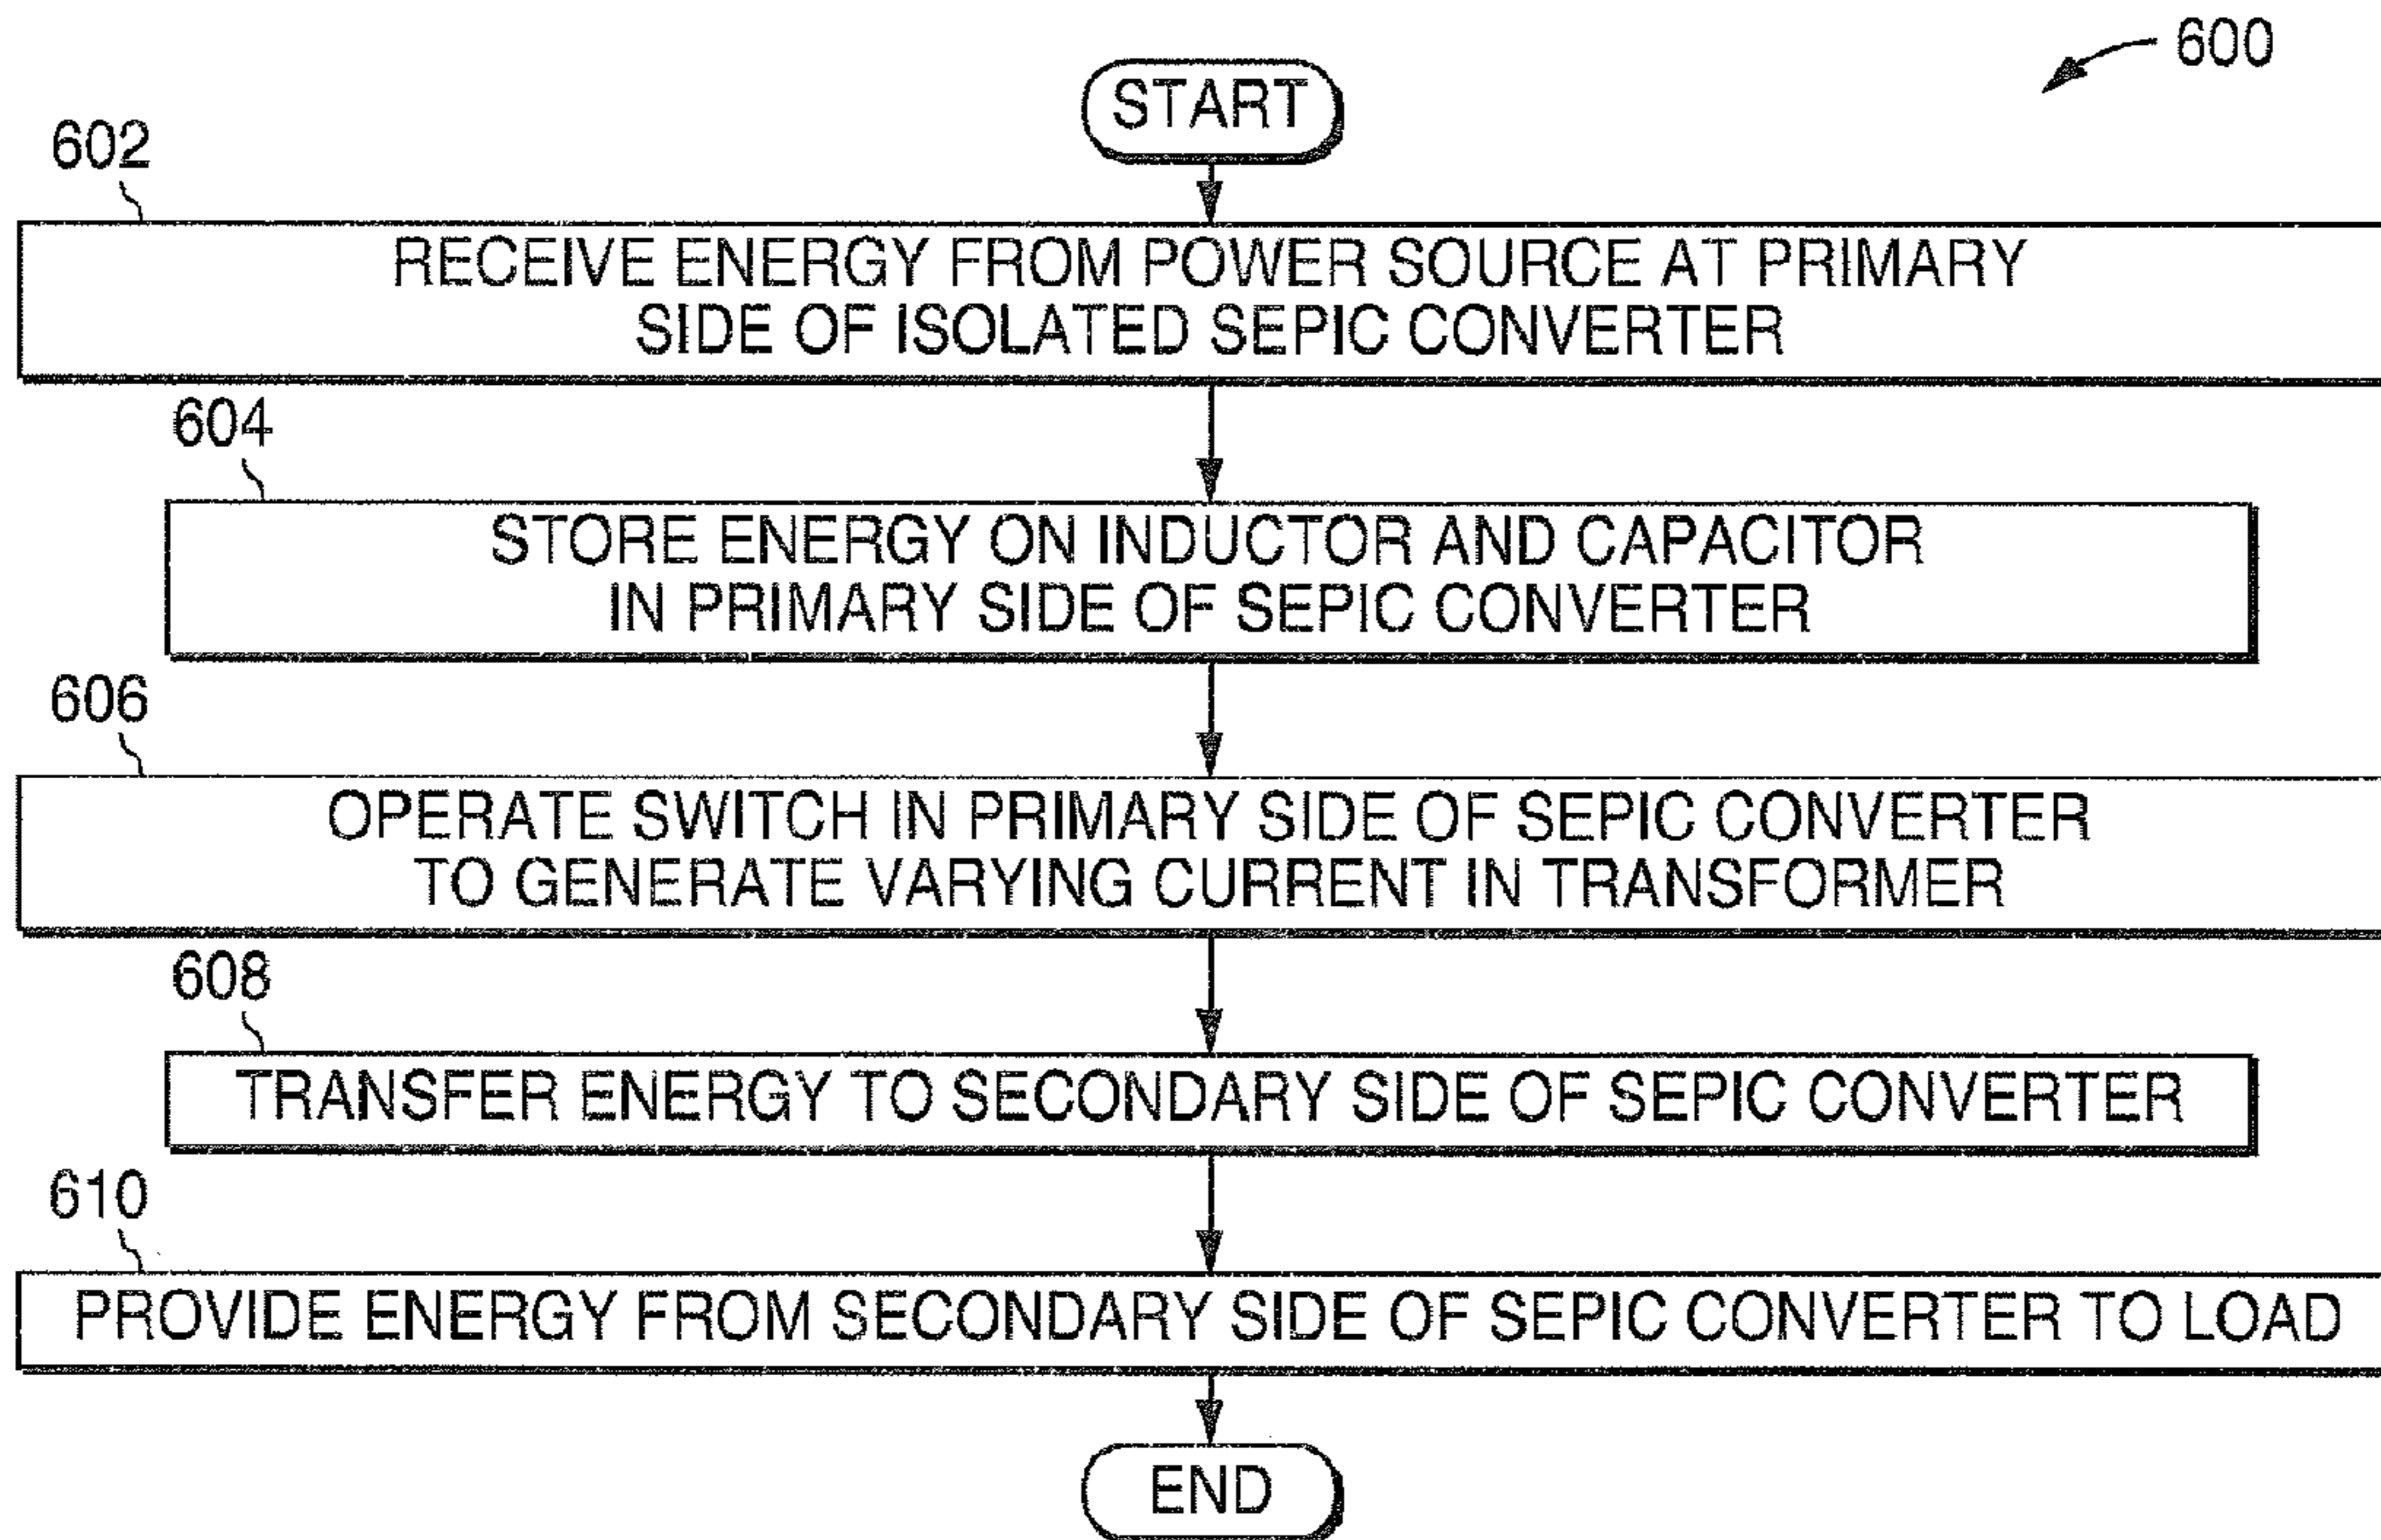 600
START
602
RECEIVE ENERGY FROM POWER SOURCE AT PRIMARY
SIDE OF ISOLATED SEPIC CONVERTER
604
STORE ENERGY ON INDUCTOR AND CAPACITOR
IN PRIMARY SIDE OF SEPIC CONVERTER
606
OPERATE SWITCH IN PRIMARY SIDE OF SEPIC CONVERTER
TO GENERATE VARYING CURRENT IN TRANSFORMER
608
TRANSFER ENERGY TO SECONDARY SIDE OF SEPIC CONVERTER
610
PROVIDE ENERGY FROM SECONDARY SIDE OF SEPIC CONVERTER TO LOAD
END